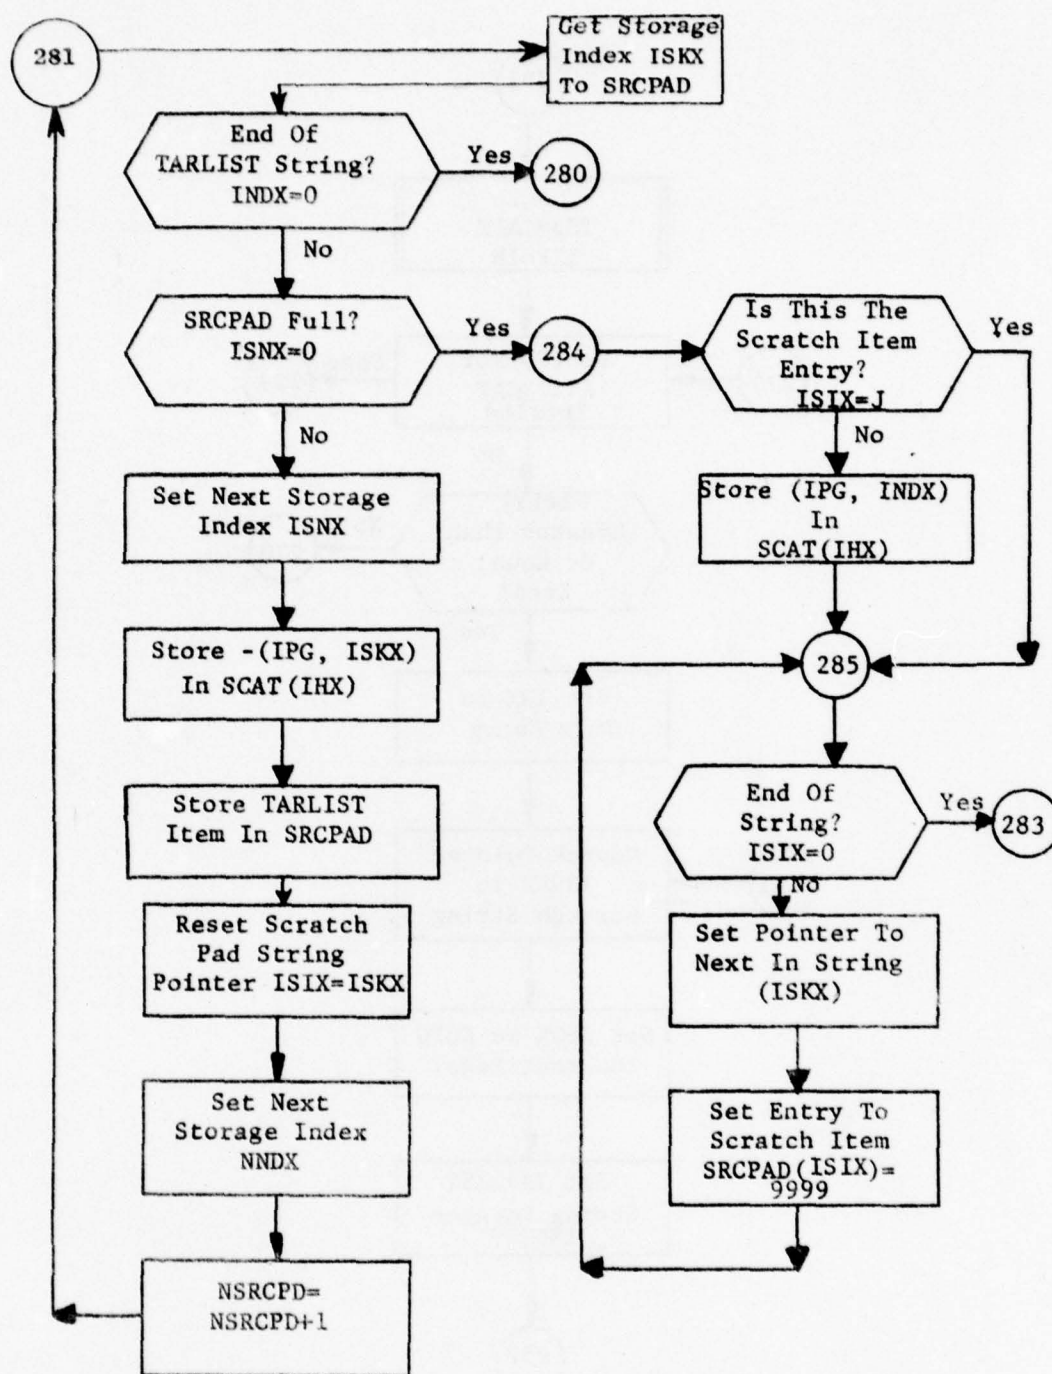 281
Get Storage
Index ISKX
To SRCPAD
End Of
TARLIST String?
INDX=0
Yes
280
No
SRCPAD Full?
ISNX=0
Yes
284
Is This The
Scratch Item
Entry?
ISIX=J
Yes
No
No
Set Next Storage
Index ISNX
Store (IPG, INDX)
In
SCAT(IHX)
Store -(IPG, ISKX)
In SCAT(IHX)
285
Store TARLIST
Item In SRCPAD
End Of
String?
ISIX=0
Yes
283
No
Reset Scratch
Pad String
Pointer ISIX=ISKX
Set Pointer To
Next In String
(ISKX)
Set Next
Storage Index
NNDX
Set Entry To
Scratch Item
SRCPAD(ISIX)=
9999
NSRCPD=
NSRCPD+1